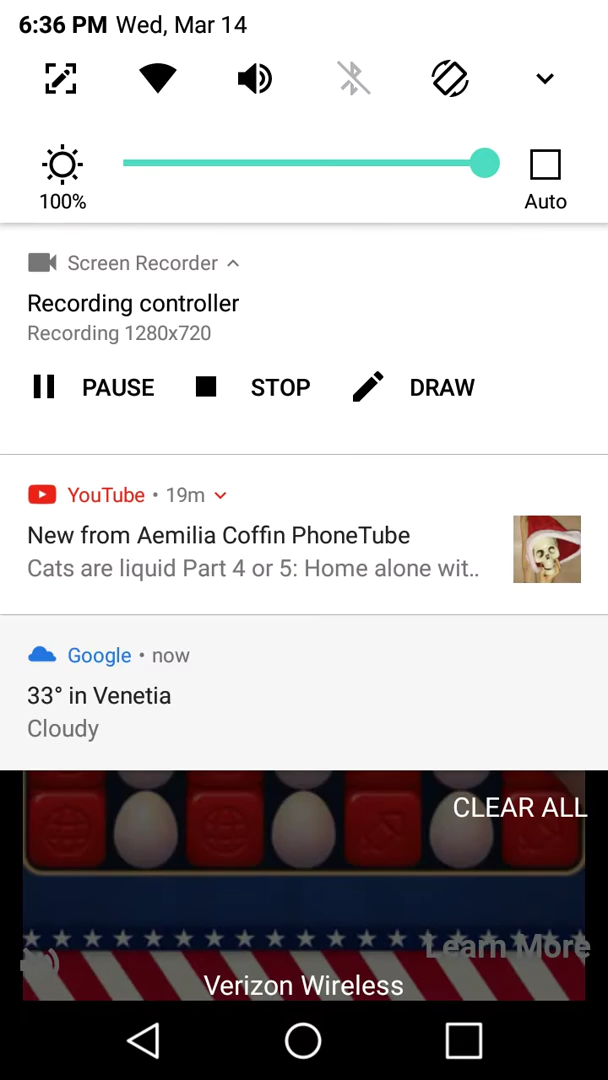 6:36 PM Wed, Mar 14
100%
Auto
Screen Recorder
Recording controller
Recording 1280x720
PAUSE STOP DRAW
YouTube • 19m
New from Aemilia Coffin PhoneTube
Cats are liquid Part 4 or 5: Home alone wit..
Google • now
33° in Venetia
Cloudy
CLEAR ALL
Learn More
Verizon Wireless